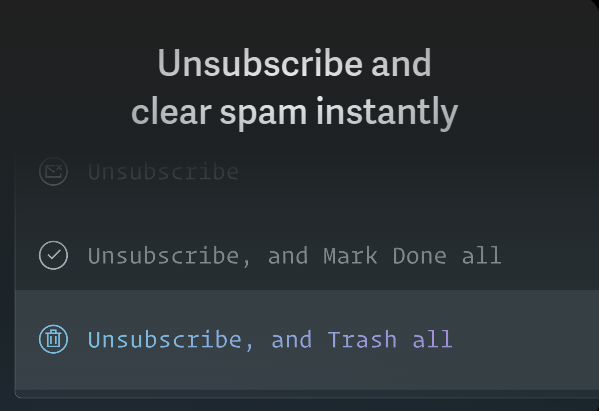 Unsubscribe and
clear spam instantly
Unsubscribe
Unsubscribe, and Mark Done all
Unsubscribe, and Trash all